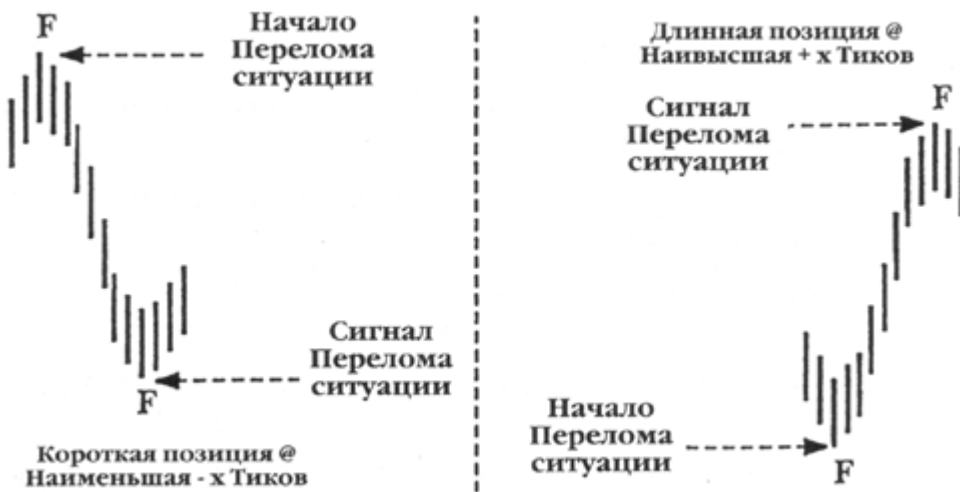 F
Начало
Перелома
ситуации
Сигнал
Перелома
ситуации
F
Короткая позиция @
Наименьшая - х Тиков
Длинная позиция @
Наивысшая + х Тиков
F
Сигнал
Перелома
ситуации
Начало
Перелома
ситуации
F